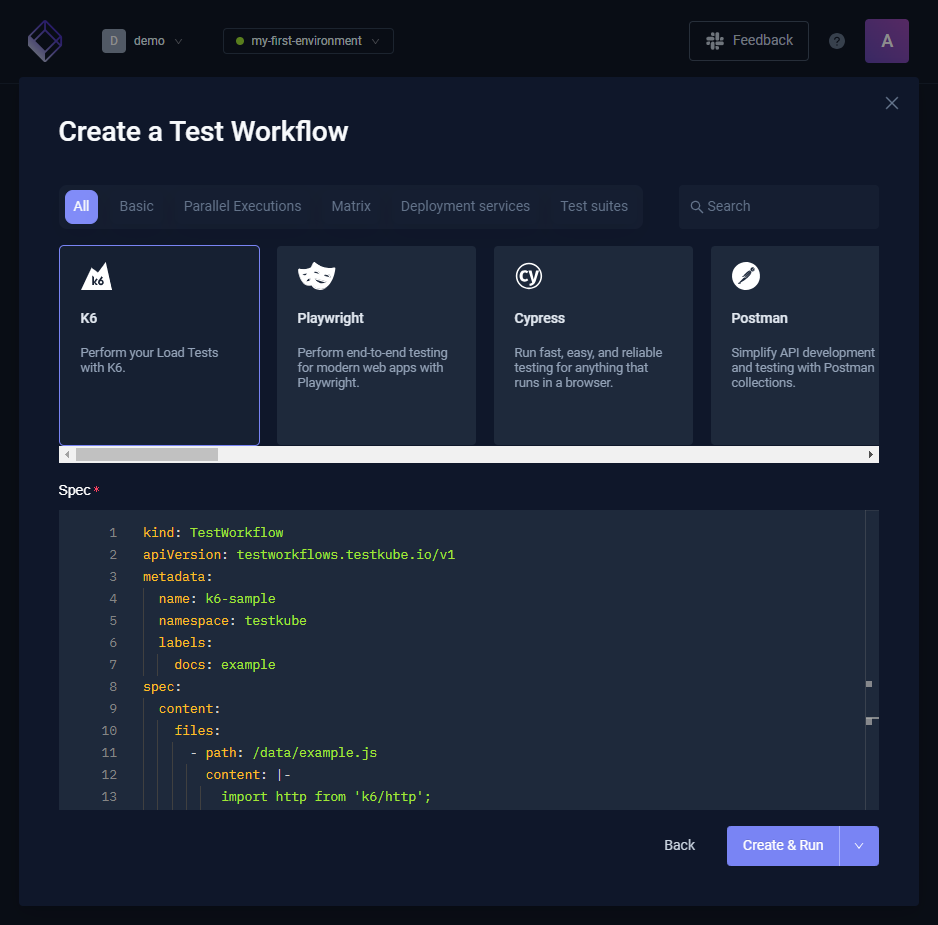 D demo my-first-environment Feedback ? A
Create a Test Workflow
All Basic Parallel Executions Matrix Deployment services Test suites Search
k6 cy
K6 Playwright Cypress Postman
Perform your Load Tests
with K6.
Perform end-to-end testing
for modern web apps with
Playwright.
Run fast, easy, and reliable
testing for anything that
runs in a browser.
Simplify API development
and testing with Postman
collections.
Spec *
1 kind: TestWorkflow
2 apiVersion: testworkflows.testkube.io/v1
3 metadata:
4 name: k6-sample
5 namespace: testkube
6 labels:
7 docs: example
8 spec:
9 content:
10 files:
11 - path: /data/example.js
12 content: |-
13 import http from 'k6/http';
Back Create & Run